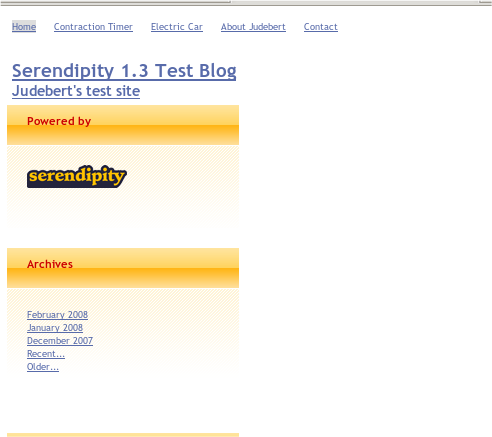 Home Contraction Timer Electric Car About Judebert Contact
Serendipity 1.3 Test Blog
Judebert's test site
Powered by
serendipity
Archives
February 2008
January 2008
December 2007
Recent...
Older...